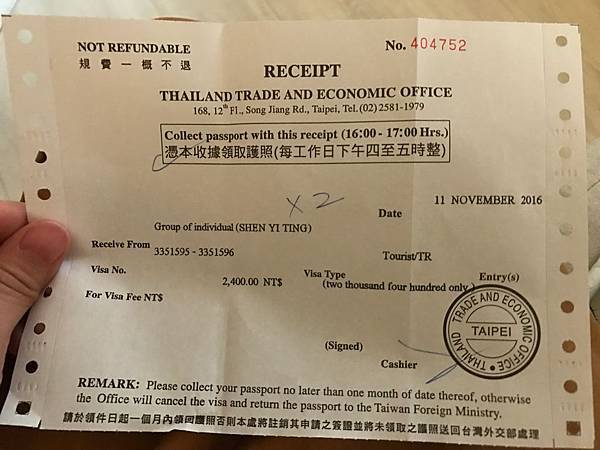 NOT REFUNDABLE
規費一概不退
No. 404752
RECEIPT
THAILAND TRADE AND ECONOMIC OFFICE
168, 12th Fl., Song Jiang Rd., Taipei, Tel. (02) 2581-1979
Collect passport with this receipt (16:00 - 17:00 Hrs.)
憑本收據領取護照(每工作日下午四至五時整)
X2
Date 11 NOVEMBER 2016
Group of individual (SHEN YI TING)
Receive From 3351595 - 3351596 Tourist/TR
Visa No. 2,400.00 NT$ Visa Type Entry(s)
(two thousand four hundred only.)
For Visa Fee NT$
THAILAND TRADE AND ECONOMIC OFFICE
TAIPEI
(Signed)
Cashier
REMARK: Please collect your passport no later than one month of date thereof, otherwise
the Office will cancel the visa and return the passport to the Taiwan Foreign Ministry.
請於領件日起一個月內領回護照否則本處將註銷其申請之簽證並將未領取之護照送回台灣外交部處理